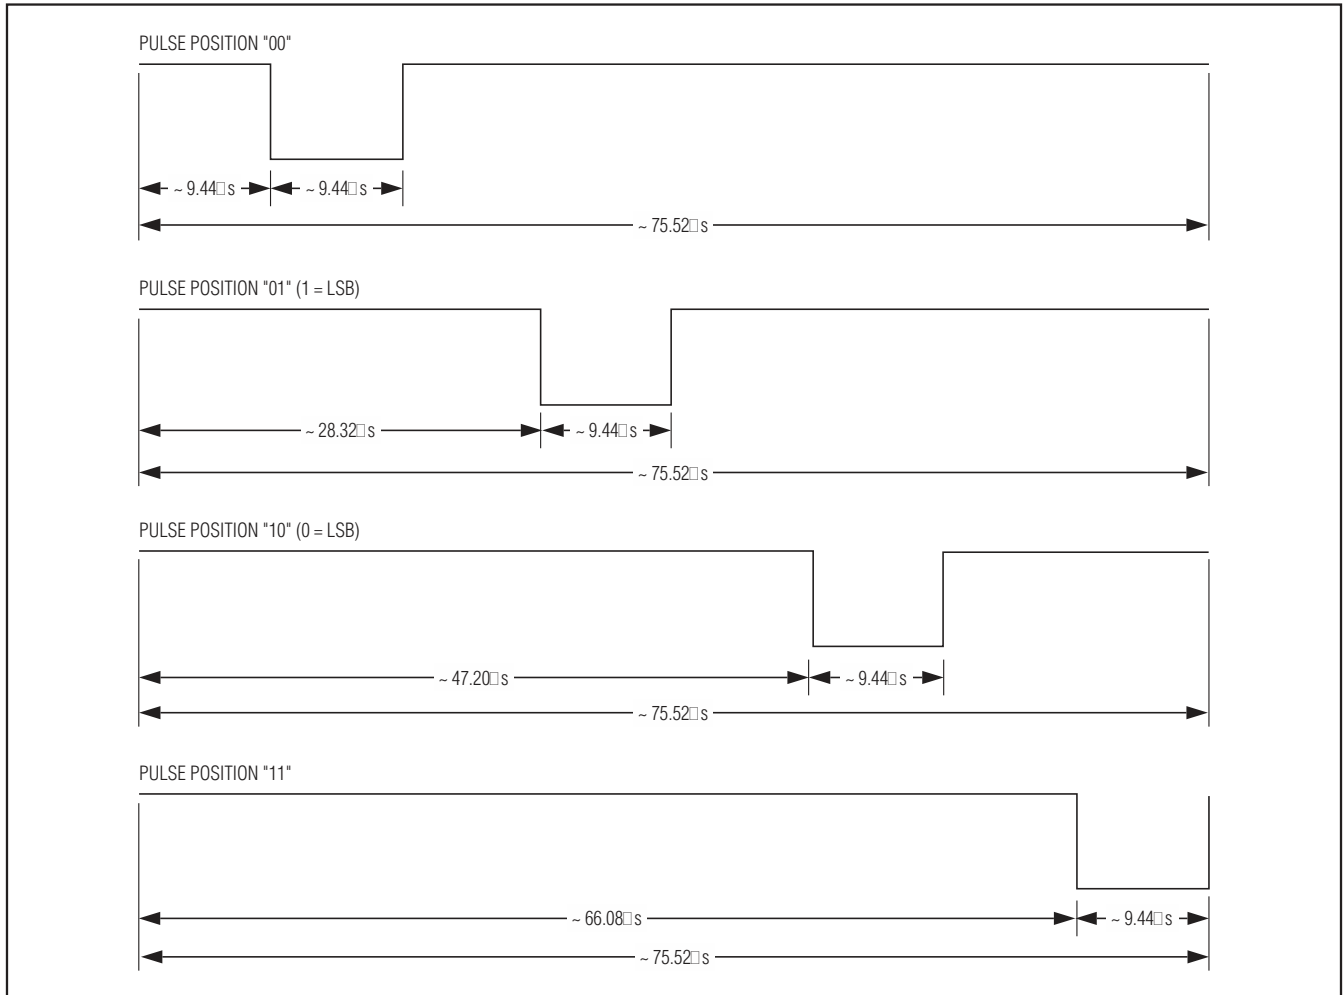 PULSE POSITION "00"
~ 9.44□s
~ 9.44□s
~ 75.52□s
PULSE POSITION "01" (1 = LSB)
~ 28.32□s
~ 9.44□s
~ 75.52□s
PULSE POSITION "10" (0 = LSB)
~ 47.20□s
~ 9.44□s
~ 75.52□s
PULSE POSITION "11"
~ 66.08□s
~ 9.44□s
~ 75.52□s